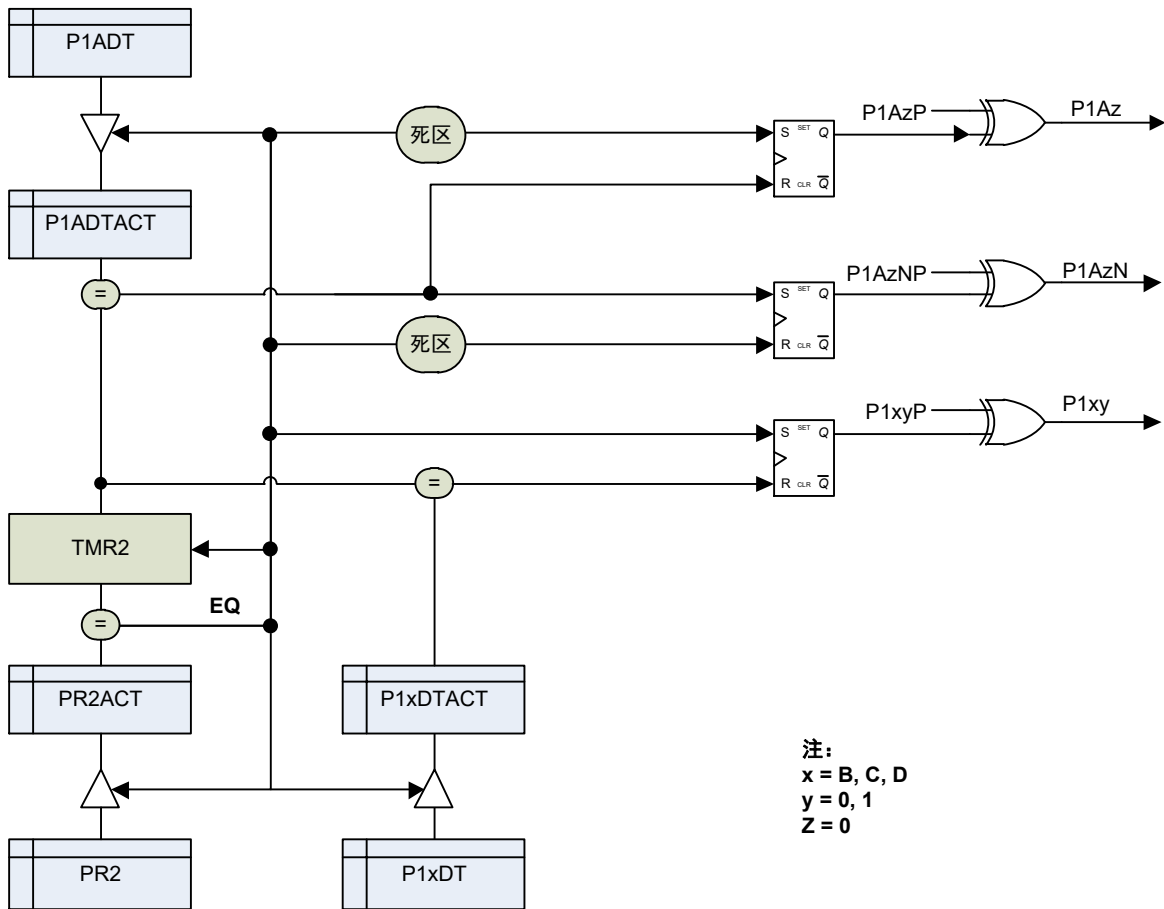 P1ADT
死区
S SET Q
R CLR Q
P1AzP
P1Az
P1ADTACT
=
死区
S SET Q
R CLR Q
P1AzNP
P1AzN
S SET Q
R CLR Q
P1xyP
P1xy
=
TMR2
EQ
=
PR2ACT
P1xDTACT
PR2
P1xDT
注：
x = B, C, D
y = 0, 1
Z = 0